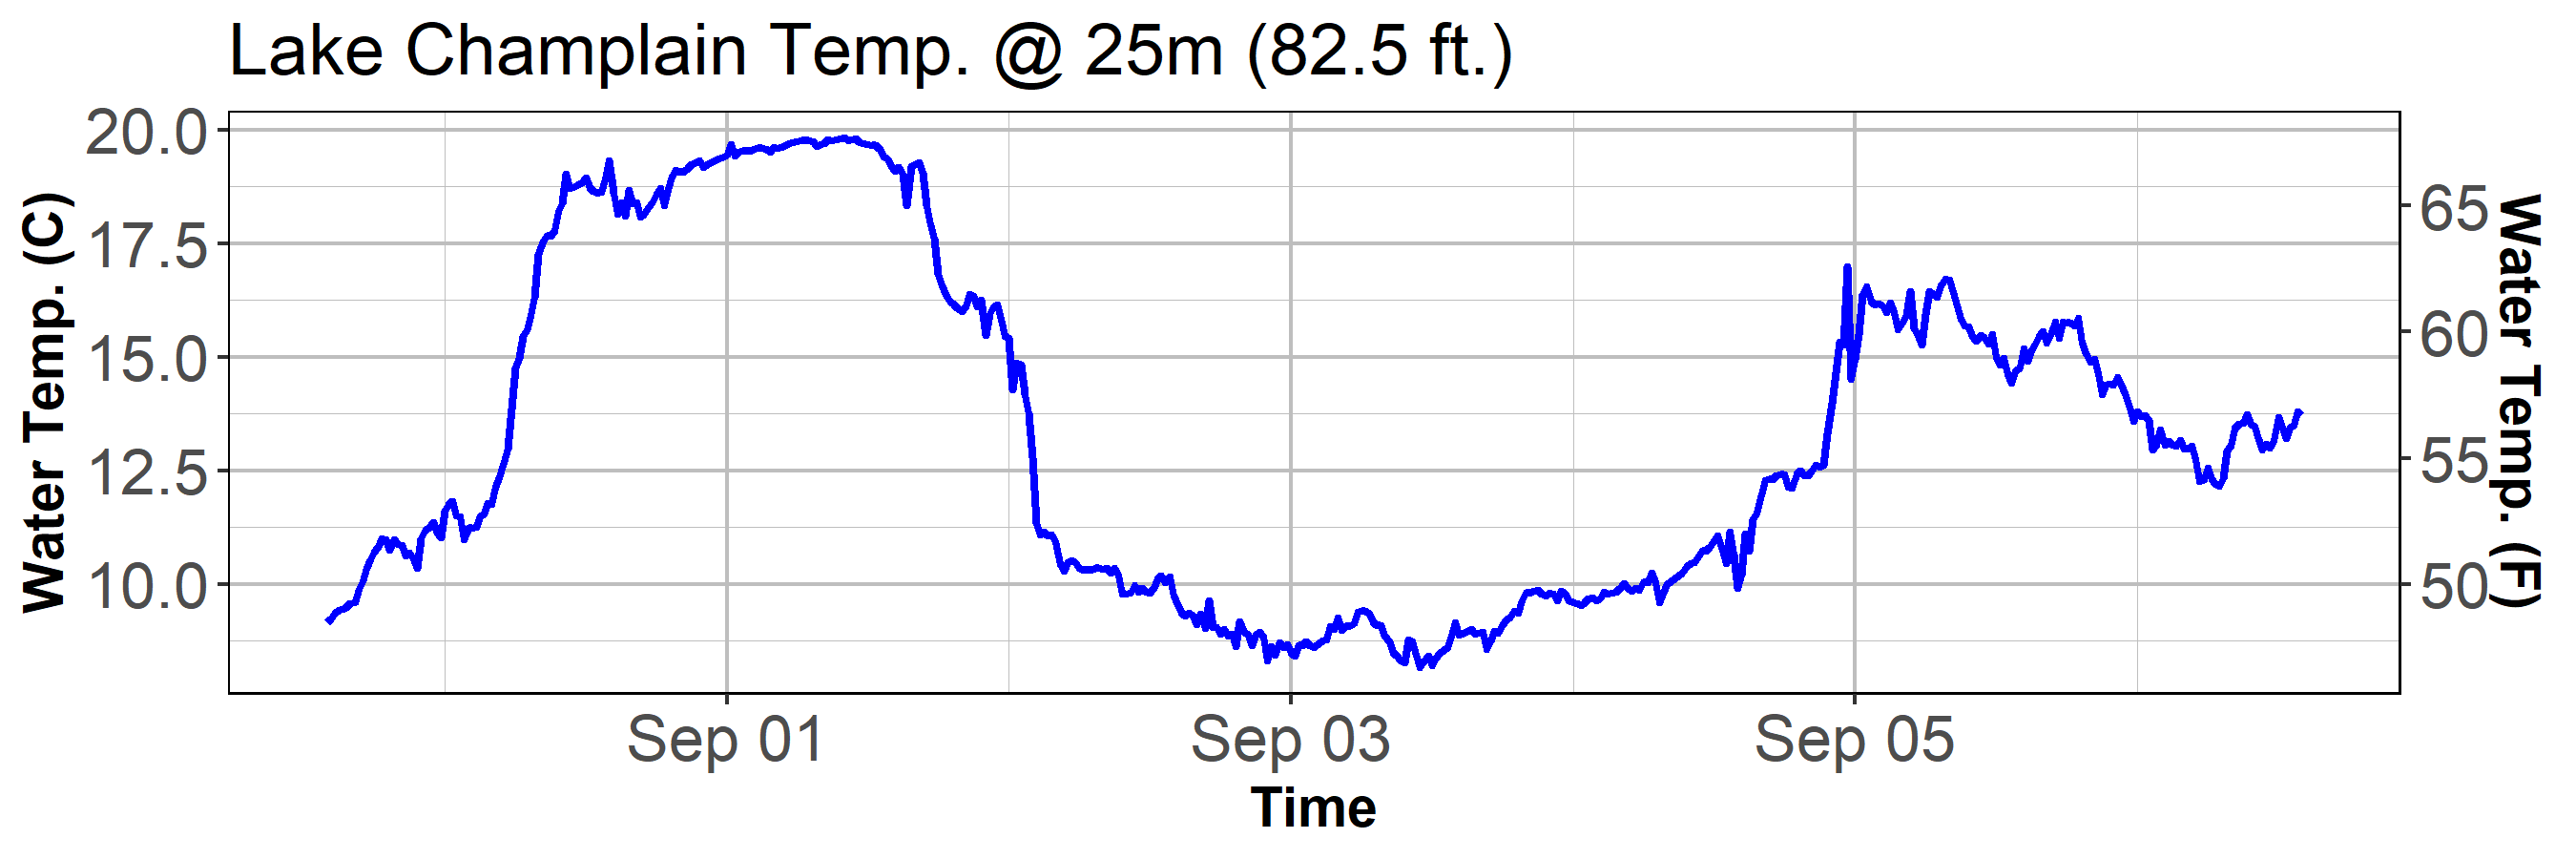 Lake Champlain Temp. @ 25m (82.5 ft.)
Water Temp. (C)
20.0
17.5
15.0
12.5
10.0
65
60
55
50
Water Temp. (F)
Sep 01
Sep 03
Sep 05
Time